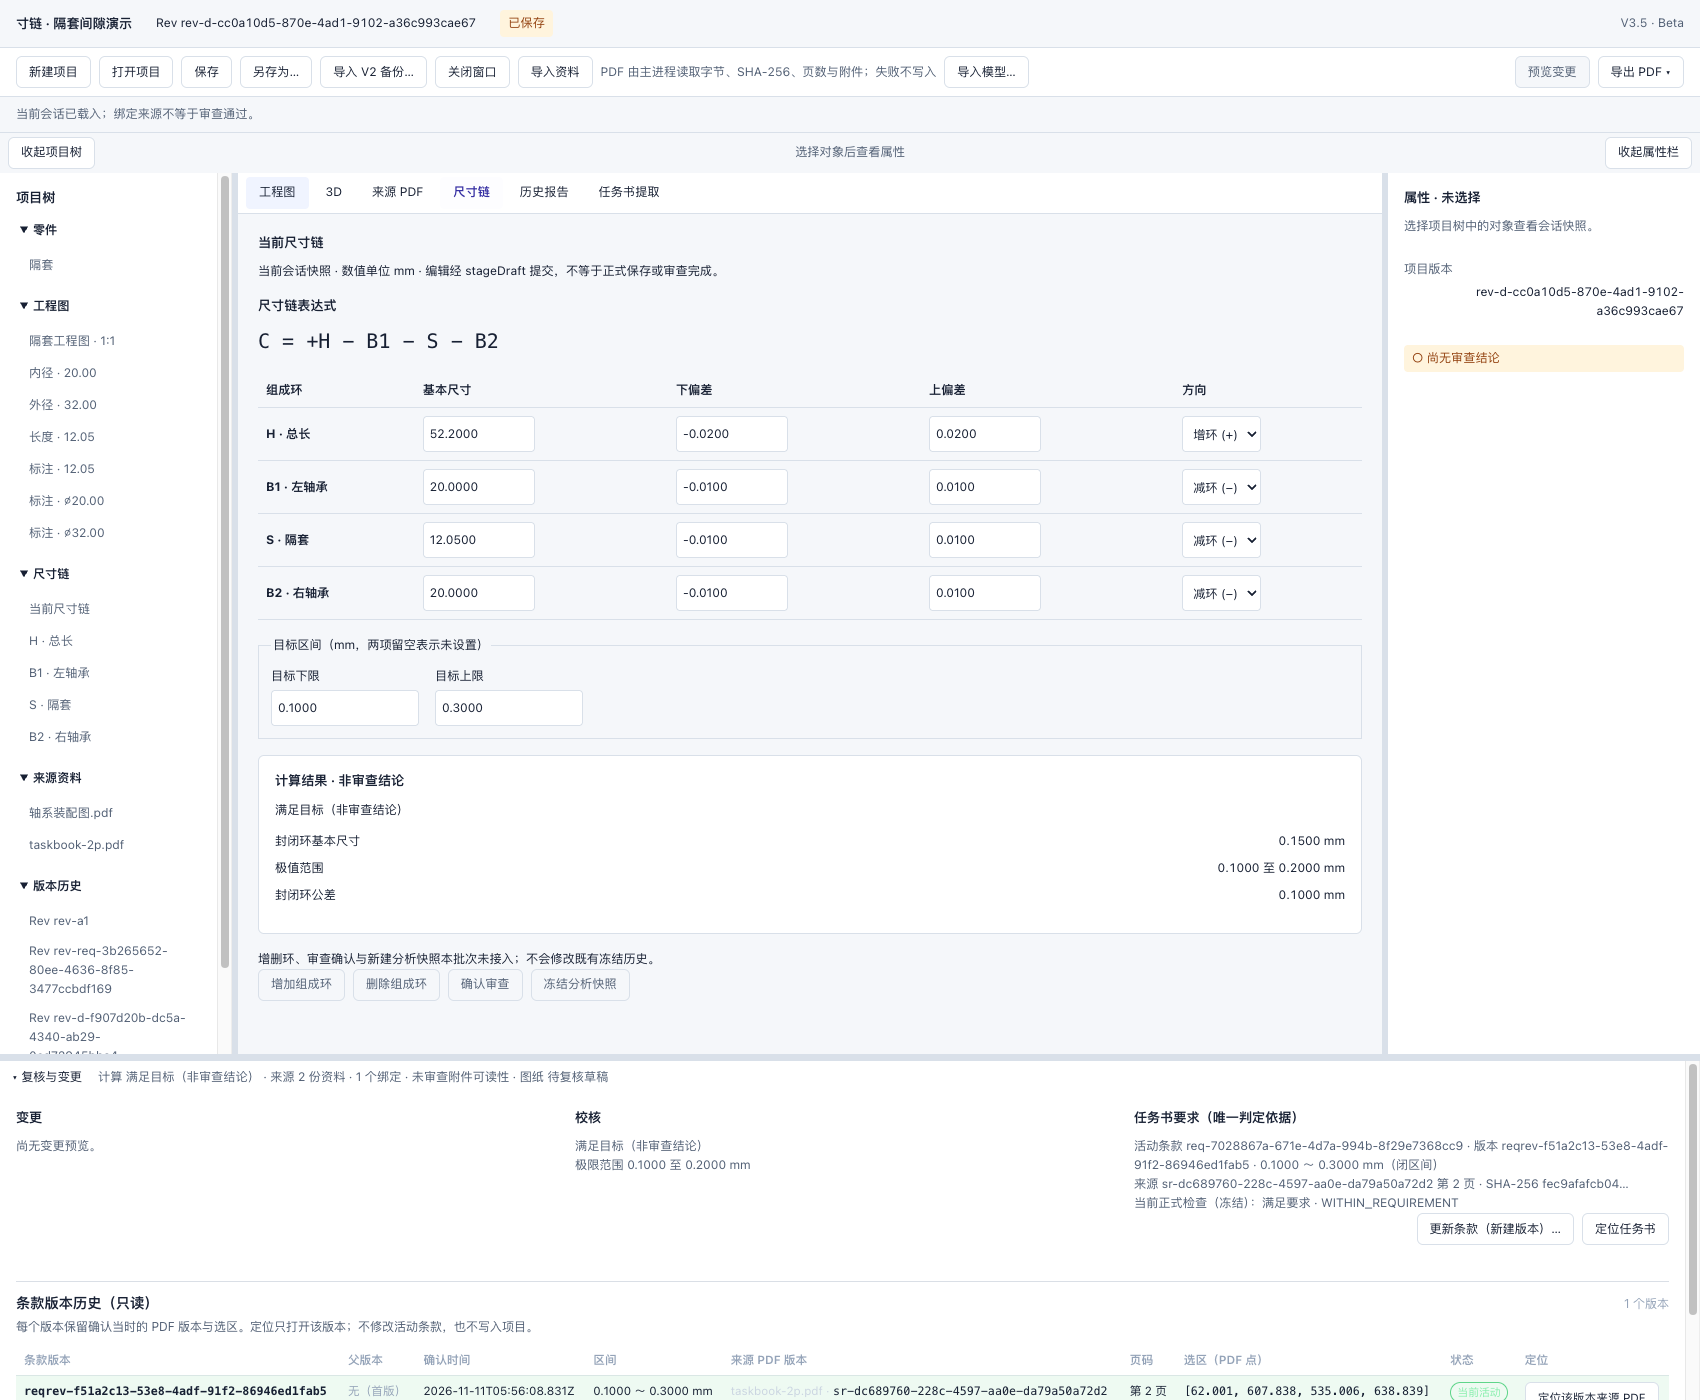 寸链 · 隔套间隙演示 Rev rev-d-cc0a10d5-870e-4ad1-9102-a36c993cae67 已保存 V3.5 · Beta
新建项目 打开项目 保存 另存为... 导入 V2 备份... 关闭窗口 导入资料 PDF 由主进程读取字节、SHA-256、页数与附件；失败不写入 导入模型... 预览变更 导出 PDF ▾
当前会话已载入；绑定来源不等于审查通过。
收起项目树 选择对象后查看属性 收起属性栏
项目树
▼ 零件
隔套
▼ 工程图
隔套工程图 · 1:1
内径 · 20.00
外径 · 32.00
长度 · 12.05
标注 · 12.05
标注 · ⌀20.00
标注 · ⌀32.00
▼ 尺寸链
当前尺寸链
H · 总长
B1 · 左轴承
S · 隔套
B2 · 右轴承
▼ 来源资料
轴系装配图.pdf
taskbook-2p.pdf
▼ 版本历史
Rev rev-a1
Rev rev-req-3b265652-
80ee-4636-8f85-
3477ccbdf169
Rev rev-d-f907d20b-dc5a-
4340-ab29-
工程图 3D 来源 PDF 尺寸链 历史报告 任务书提取
当前尺寸链
当前会话快照 · 数值单位 mm · 编辑经 stageDraft 提交，不等于正式保存或审查完成。
尺寸链表达式
C = +H − B1 − S − B2
组成环 基本尺寸 下偏差 上偏差 方向
H · 总长 52.2000 -0.0200 0.0200 增环 (+)
B1 · 左轴承 20.0000 -0.0100 0.0100 减环 (−)
S · 隔套 12.0500 -0.0100 0.0100 减环 (−)
B2 · 右轴承 20.0000 -0.0100 0.0100 减环 (−)
目标区间（mm，两项留空表示未设置）
目标下限 目标上限
0.1000 0.3000
计算结果 · 非审查结论
满足目标（非审查结论）
封闭环基本尺寸 0.1500 mm
极值范围 0.1000 至 0.2000 mm
封闭环公差 0.1000 mm
增删环、审查确认与新建分析快照本批次未接入；不会修改既有冻结历史。
增加组成环 删除组成环 确认审查 冻结分析快照
属性 · 未选择
选择项目树中的对象查看会话快照。
项目版本
rev-d-cc0a10d5-870e-4ad1-9102-
a36c993cae67
○ 尚无审查结论
▾ 复核与变更 计算 满足目标（非审查结论） · 来源 2 份资料 · 1 个绑定 · 未审查附件可读性 · 图纸 待复核草稿
变更
尚无变更预览。
校核
满足目标（非审查结论）
极限范围 0.1000 至 0.2000 mm
任务书要求（唯一判定依据）
活动条款 req-7028867a-671e-4d7a-994b-8f29e7368cc9 · 版本 reqrev-f51a2c13-53e8-4adf-
91f2-86946ed1fab5 · 0.1000 ～ 0.3000 mm（闭区间）
来源 sr-dc689760-228c-4597-aa0e-da79a50a72d2 第 2 页 · SHA-256 fec9afafcb04…
当前正式检查（冻结）：满足要求 · WITHIN_REQUIREMENT
更新条款（新建版本）... 定位任务书
条款版本历史（只读） 1 个版本
每个版本保留确认当时的 PDF 版本与选区。定位只打开该版本；不修改活动条款，也不写入项目。
条款版本 父版本 确认时间 区间 来源 PDF 版本 页码 选区（PDF 点） 状态 定位
reqrev-f51a2c13-53e8-4adf-91f2-86946ed1fab5 无（首版） 2026-11-11T05:56:08.831Z 0.1000 ～ 0.3000 mm taskbook-2p.pdf · sr-dc689760-228c-4597-aa0e-da79a50a72d2 第 2 页 [62.001, 607.838, 535.006, 638.839] 当前活动 定位该版本来源 PDF